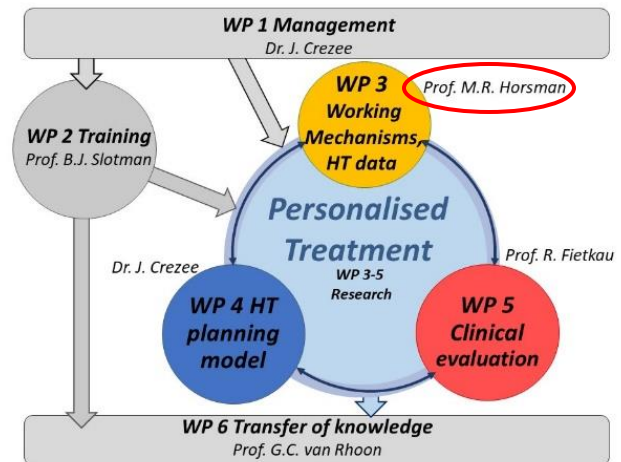 WP 1 Management
Dr. J. Crezee
WP 3
Working
Mechanisms,
HT data
Prof. M.R. Horsman
WP 2 Training
Prof. B.J. Slotman
Personalised
Treatment
WP 3-5
Research
Dr. J. Crezee
Prof. R. Fietkau
WP 4 HT
planning
model
WP 5
Clinical
evaluation
WP 6 Transfer of knowledge
Prof. G.C. van Rhoon